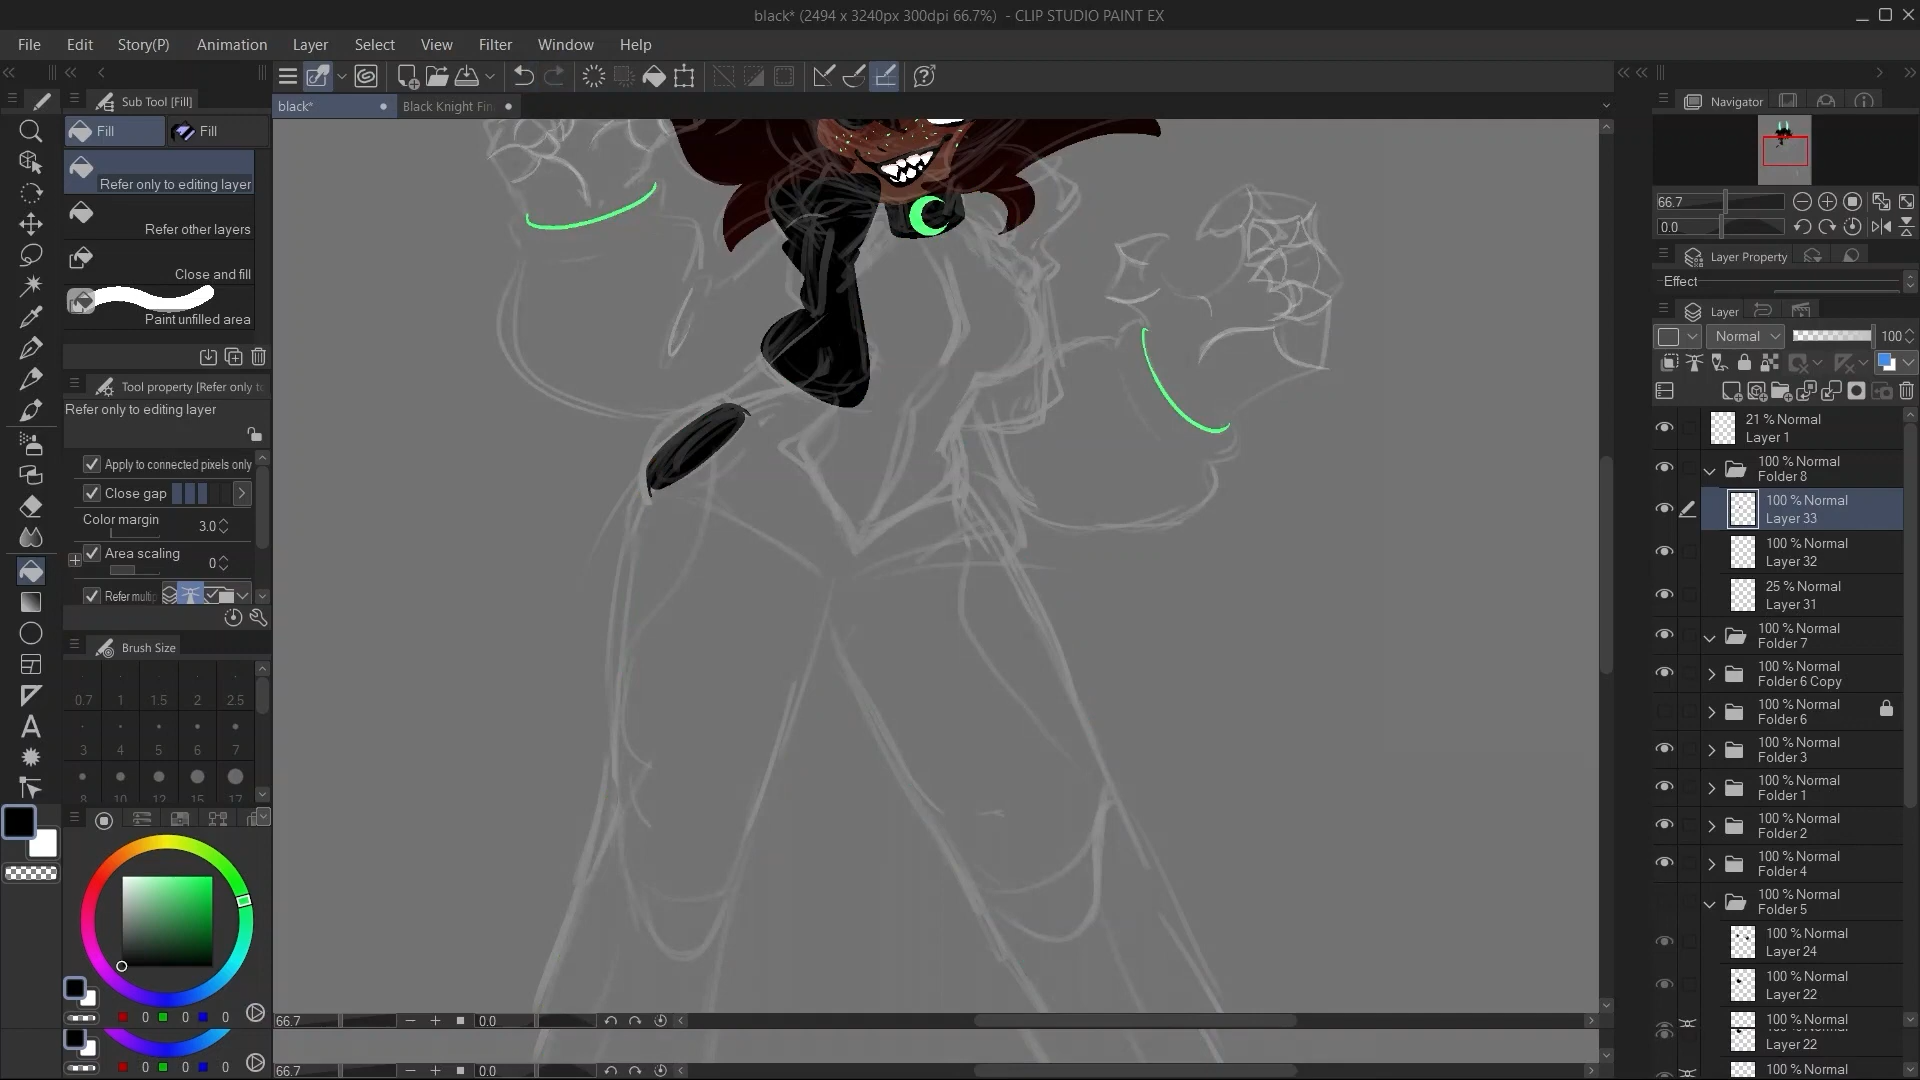 black* (2494 x 3240px 300dpi 66.7%) - CLIP STUDIO PAINT EX
File Edit Story(P) Animation Layer Select View Filter Window Help
Sub Tool [Fill]
black* Black Knight Fin
Fill Fill
Refer only to editing layer
Refer other layers
Close and fill
Paint unfilled area
Tool property [Refer only to
Refer only to editing layer
Apply to connected pixels only
Close gap
Color margin 3.0
Area scaling 0
Refer multip
Brush Size
0.7 1 1.5 2 2.5
3 4 5 6 7
8 10 12 15 17
0 0 0
0 0 0
66.7 0.0
66.7 0.0
Navigator
66.7
0.0
Layer Property
Effect
Layer
Normal 100
21 % Normal
Layer 1
100 % Normal
Folder 8
100 % Normal
Layer 33
100 % Normal
Layer 32
25 % Normal
Layer 31
100 % Normal
Folder 7
100 % Normal
Folder 6 Copy
100 % Normal
Folder 6
100 % Normal
Folder 3
100 % Normal
Folder 1
100 % Normal
Folder 2
100 % Normal
Folder 4
100 % Normal
Folder 5
100 % Normal
Layer 24
100 % Normal
Layer 22
100 % Normal
Layer 22
100 % Normal